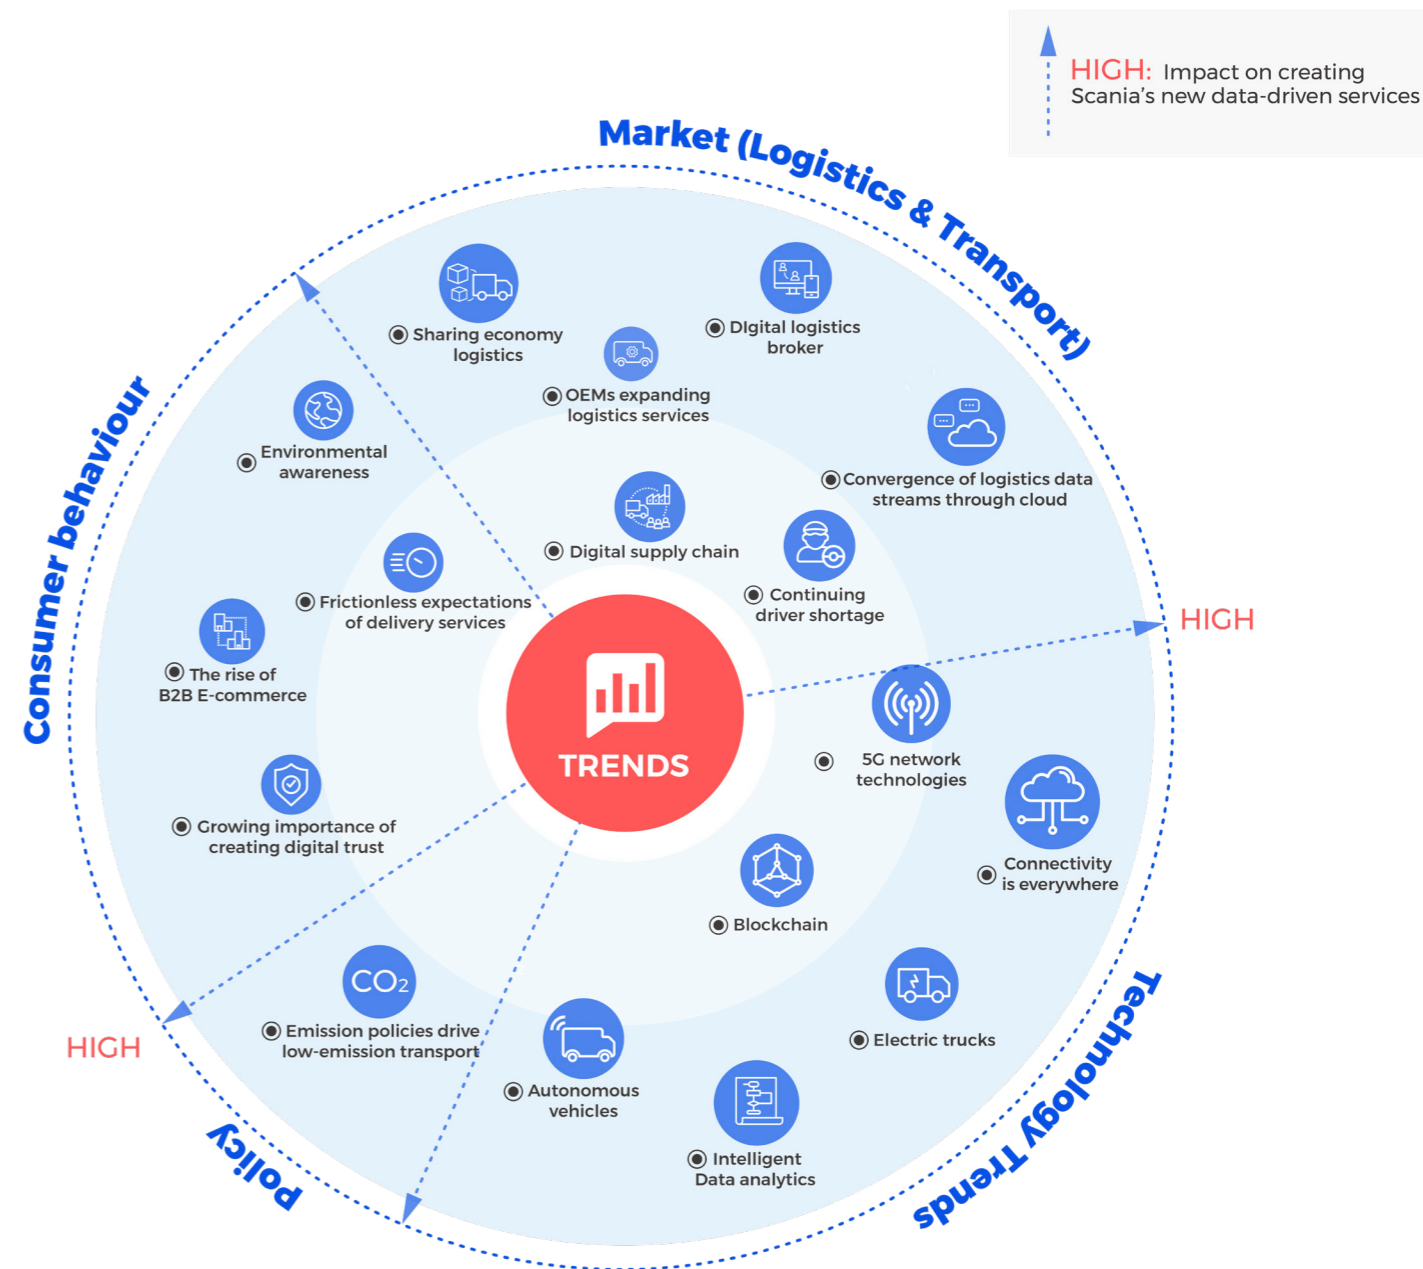 HIGH: Impact on creating
Scania's new data-driven services
Market (Logistics & Transport)
Sharing economy
logistics
DIgital logistics
broker
OEMs expanding
logistics services
Environmental
awareness
Convergence of logistics data
streams through cloud
Digital supply chain
Continuing
driver shortage
Frictionless expectations
of delivery services
Consumer behaviour
HIGH
The rise of
B2B E-commerce
TRENDS
5G network
technologies
Growing importance of
creating digital trust
Connectivity
is everywhere
Blockchain
CO₂
Emission policies drive
low-emission transport
Electric trucks
HIGH
Autonomous
vehicles
Intelligent
Data analytics
Policy
Technology Trends